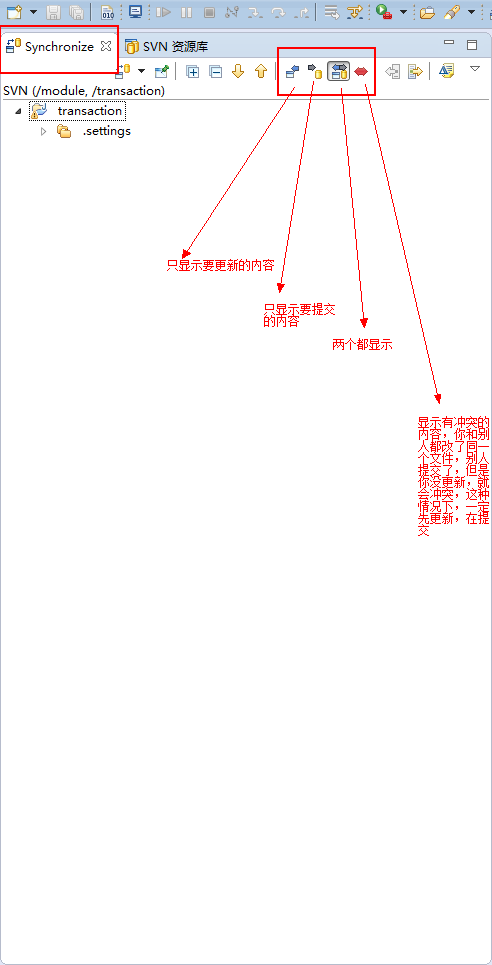 010
Synchronize
SVN 资源库
SVN (/module, /transaction)
transaction
.settings
只显示要更新的内容
只显示要提交
的内容
两个都显示
显示有冲突的
内容，你和别
人都改了同一
个文件，别人
提交了，但是
你没更新，就
会冲突，这种
情况下，一定
先更新，在提
交